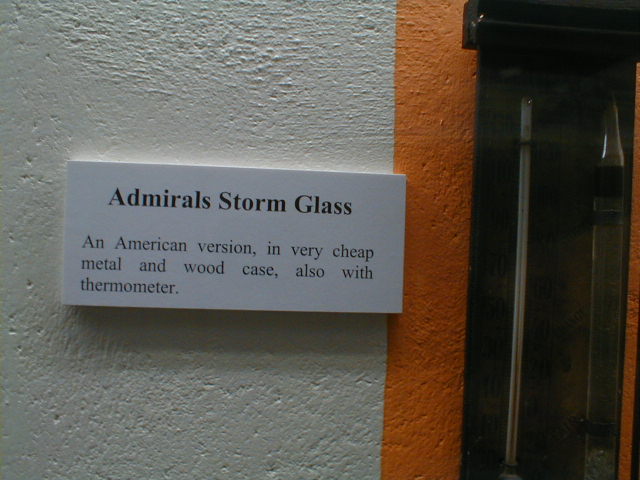 Admirals Storm Glass
An American version, in very cheap
metal and wood case, also with
thermometer.